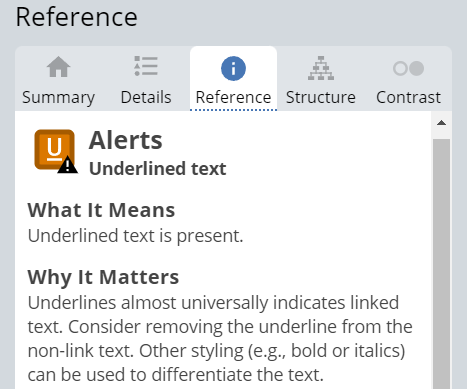 Reference
Summary Details Reference Structure Contrast
U Alerts
Underlined text
What It Means
Underlined text is present.
Why It Matters
Underlines almost universally indicates linked
text. Consider removing the underline from the
non-link text. Other styling (e.g., bold or italics)
can be used to differentiate the text.